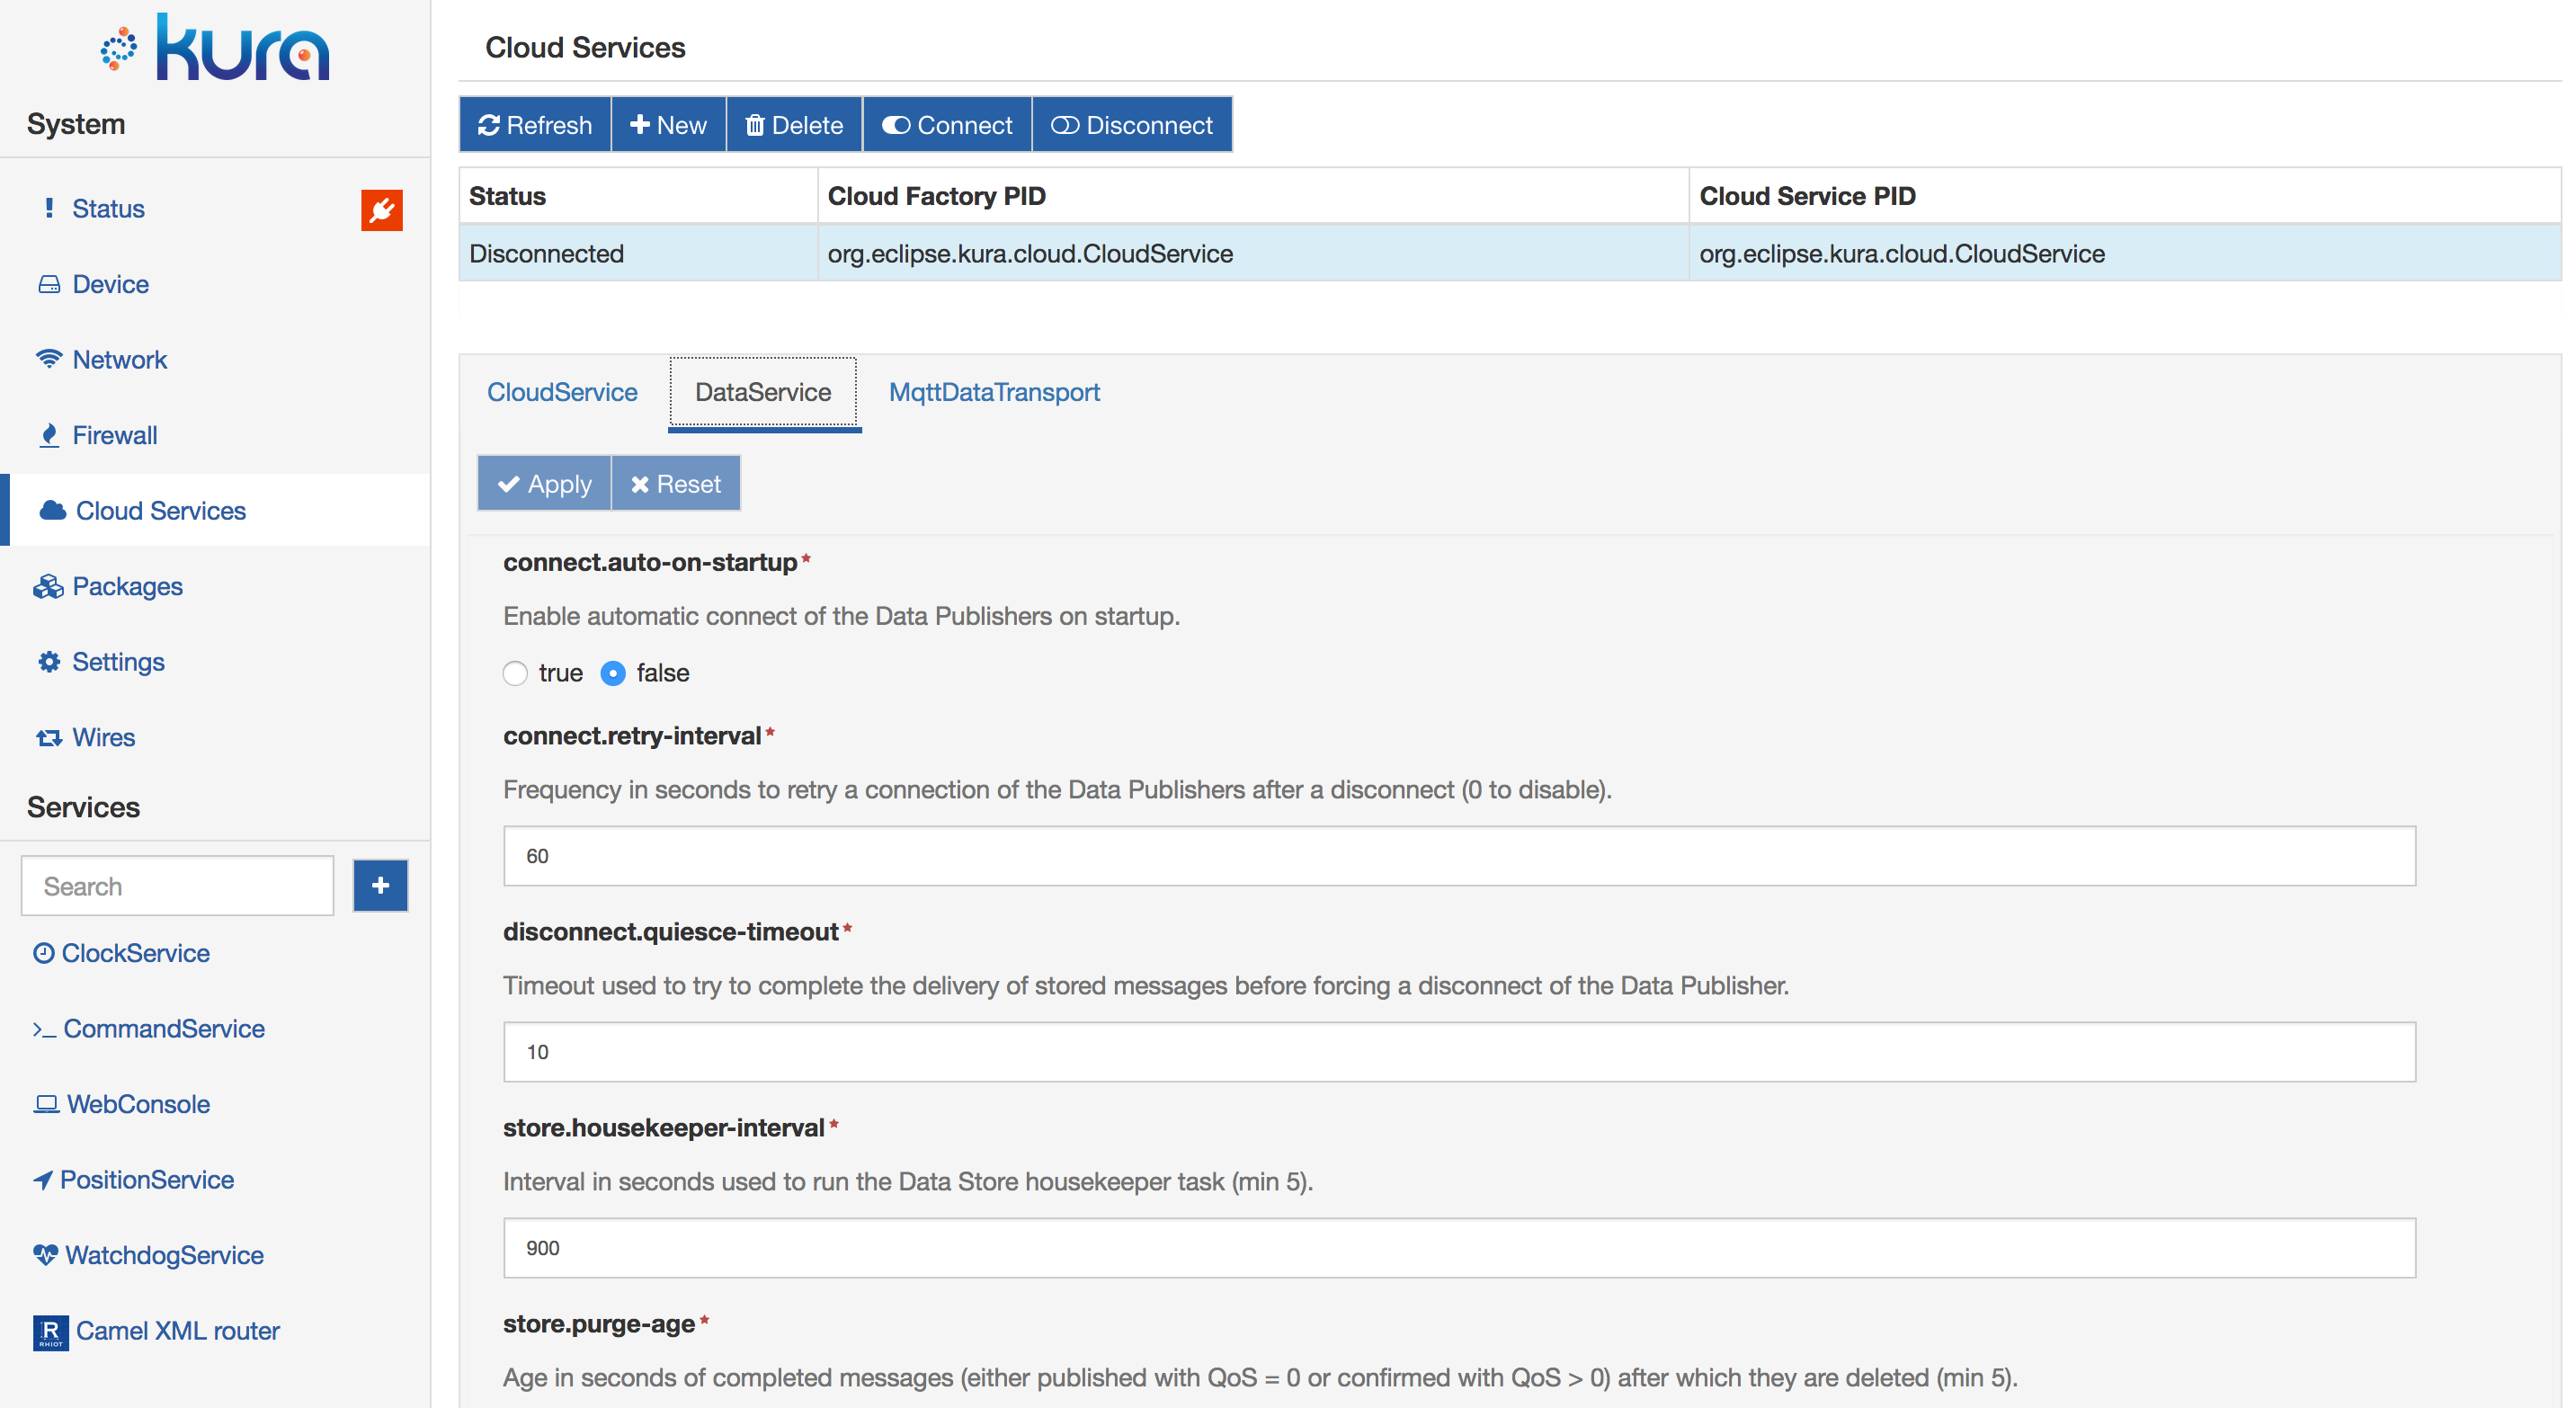 kura
System
Status
Device
Network
Firewall
Cloud Services
Packages
Settings
Wires
Services
Search
ClockService
CommandService
WebConsole
PositionService
WatchdogService
R
RHIOT
Camel XML router
Cloud Services
Refresh New Delete Connect Disconnect
Status Cloud Factory PID Cloud Service PID
Disconnected org.eclipse.kura.cloud.CloudService org.eclipse.kura.cloud.CloudService
CloudService DataService MqttDataTransport
Apply Reset
connect.auto-on-startup*
Enable automatic connect of the Data Publishers on startup.
true false
connect.retry-interval*
Frequency in seconds to retry a connection of the Data Publishers after a disconnect (0 to disable).
60
disconnect.quiesce-timeout*
Timeout used to try to complete the delivery of stored messages before forcing a disconnect of the Data Publisher.
10
store.housekeeper-interval*
Interval in seconds used to run the Data Store housekeeper task (min 5).
900
store.purge-age*
Age in seconds of completed messages (either published with QoS = 0 or confirmed with QoS > 0) after which they are deleted (min 5).